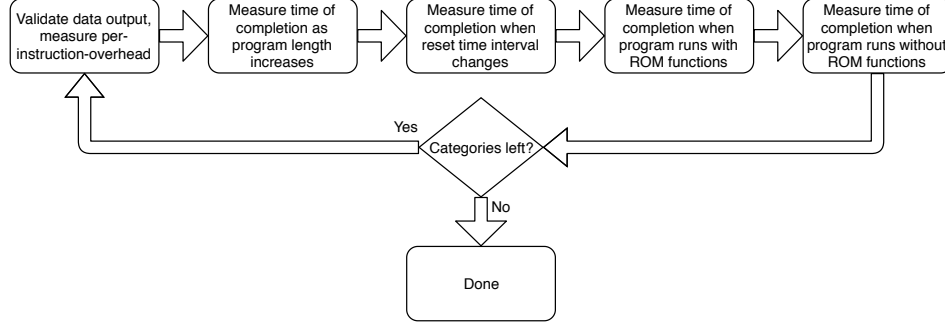 Validate data output,
measure per-
instruction-overhead
Measure time of
completion as
program length
increases
Measure time of
completion when
reset time interval
changes
Measure time of
completion when
program runs with
ROM functions
Measure time of
completion when
program runs without
ROM functions
Yes
Categories left?
No
Done